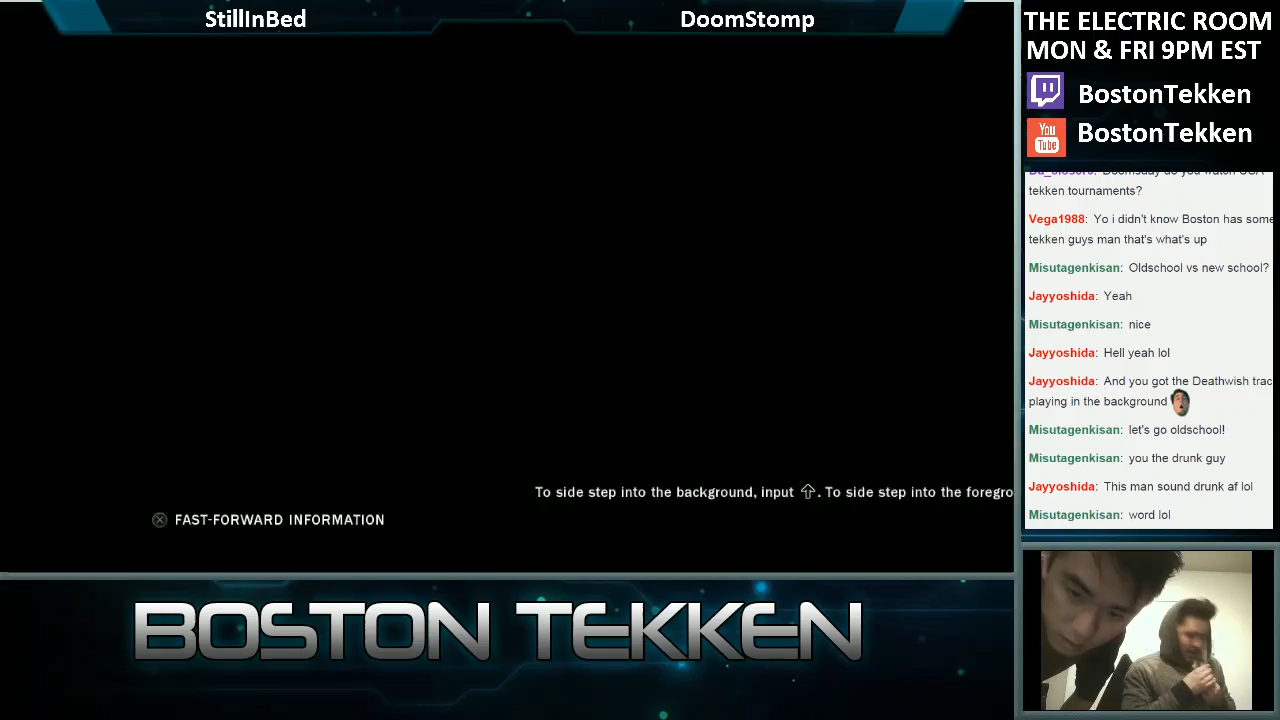 StillInBed
DoomStomp
THE ELECTRIC ROOM
MON & FRI 9PM EST
BostonTekken
You
Tube
BostonTekken
you watch
tekken tournaments?
Vega1988: Yo i didn't know Boston has some
tekken guys man that's what's up
Misutagenkisan: Oldschool vs new school?
Jayyoshida: Yeah
Misutagenkisan: nice
Jayyoshida: Hell yeah lol
Jayyoshida: And you got the Deathwish trac
playing in the background
Misutagenkisan: let's go oldschool!
Misutagenkisan: you the drunk guy
Jayyoshida: This man sound drunk af lol
Misutagenkisan: word lol
To side step into the background, input ⇧. To side step into the foregro
FAST-FORWARD INFORMATION
BOSTON TEKKEN